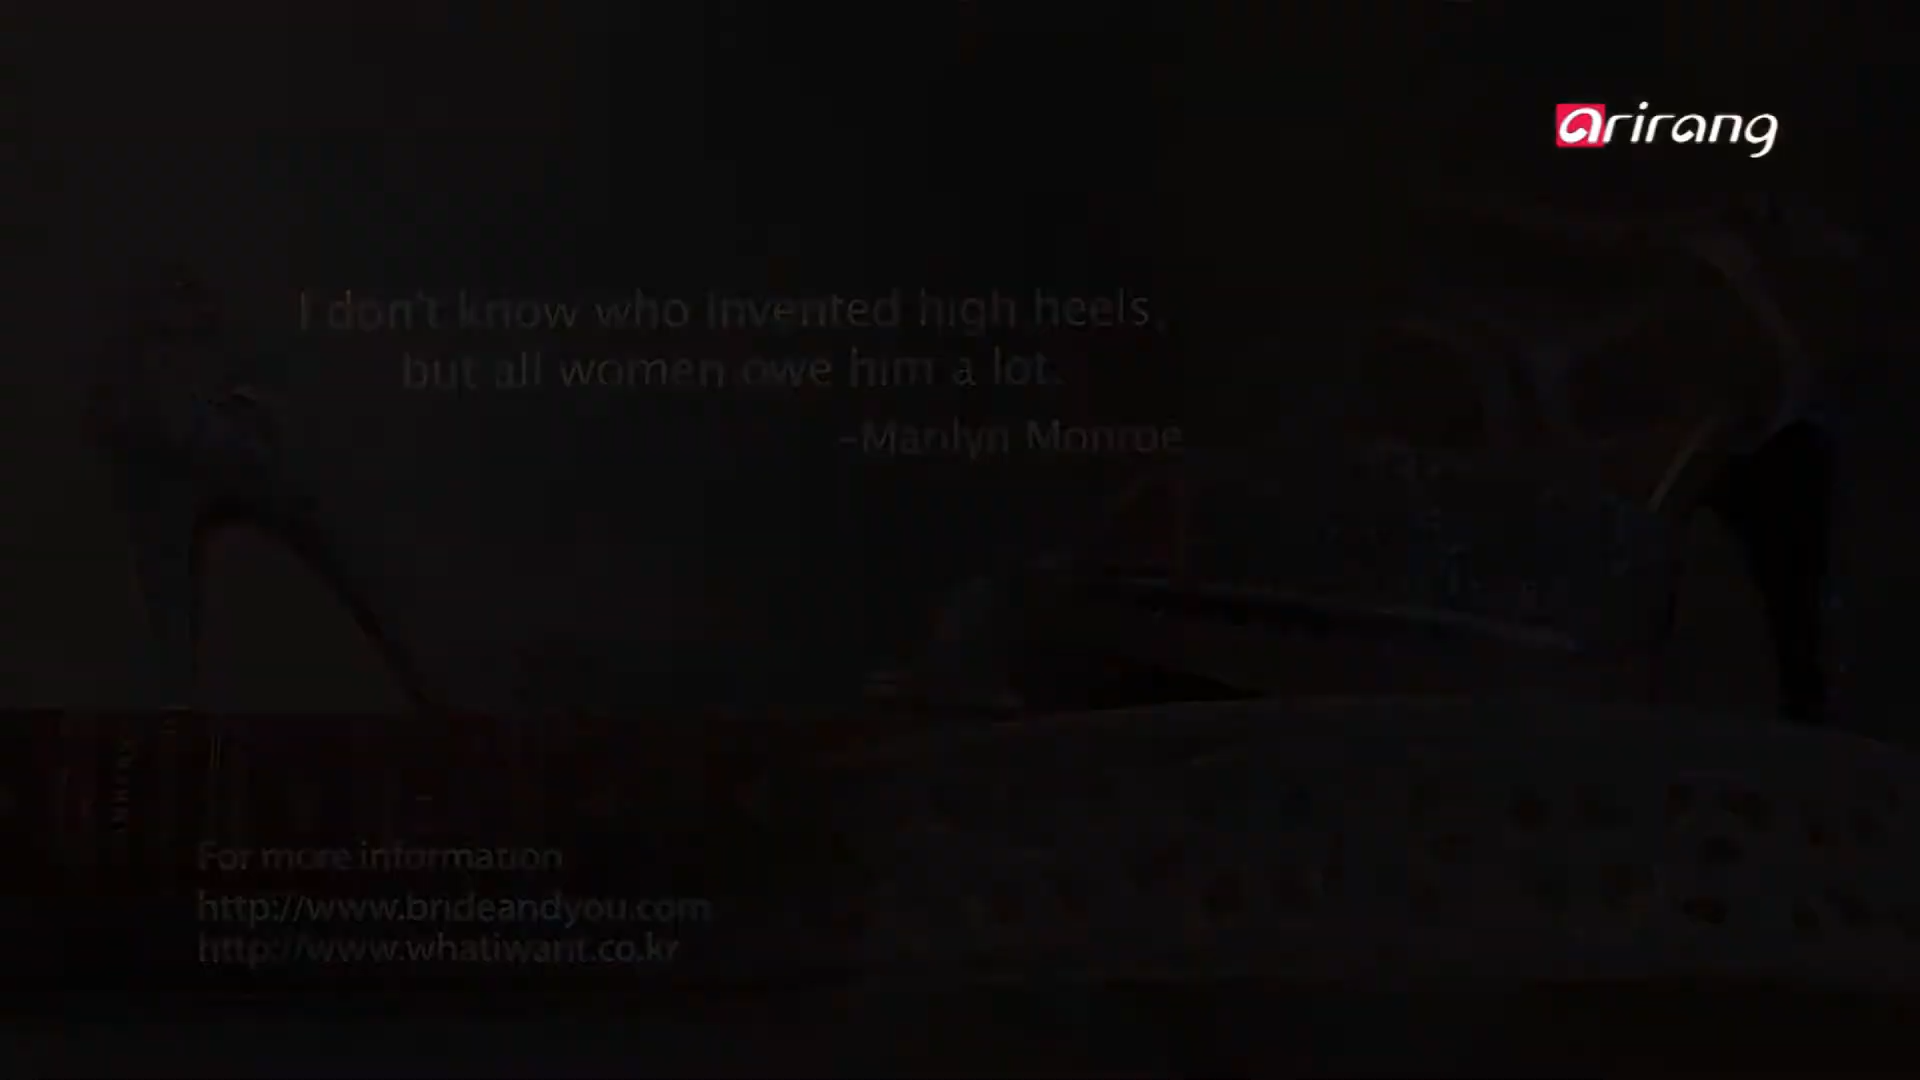 arirang
I don't know who invented high heels,
but all women owe him a lot.
-Marilyn Monroe
For more information
http://www.brideandyou.com
http://www.whatiwant.co.kr